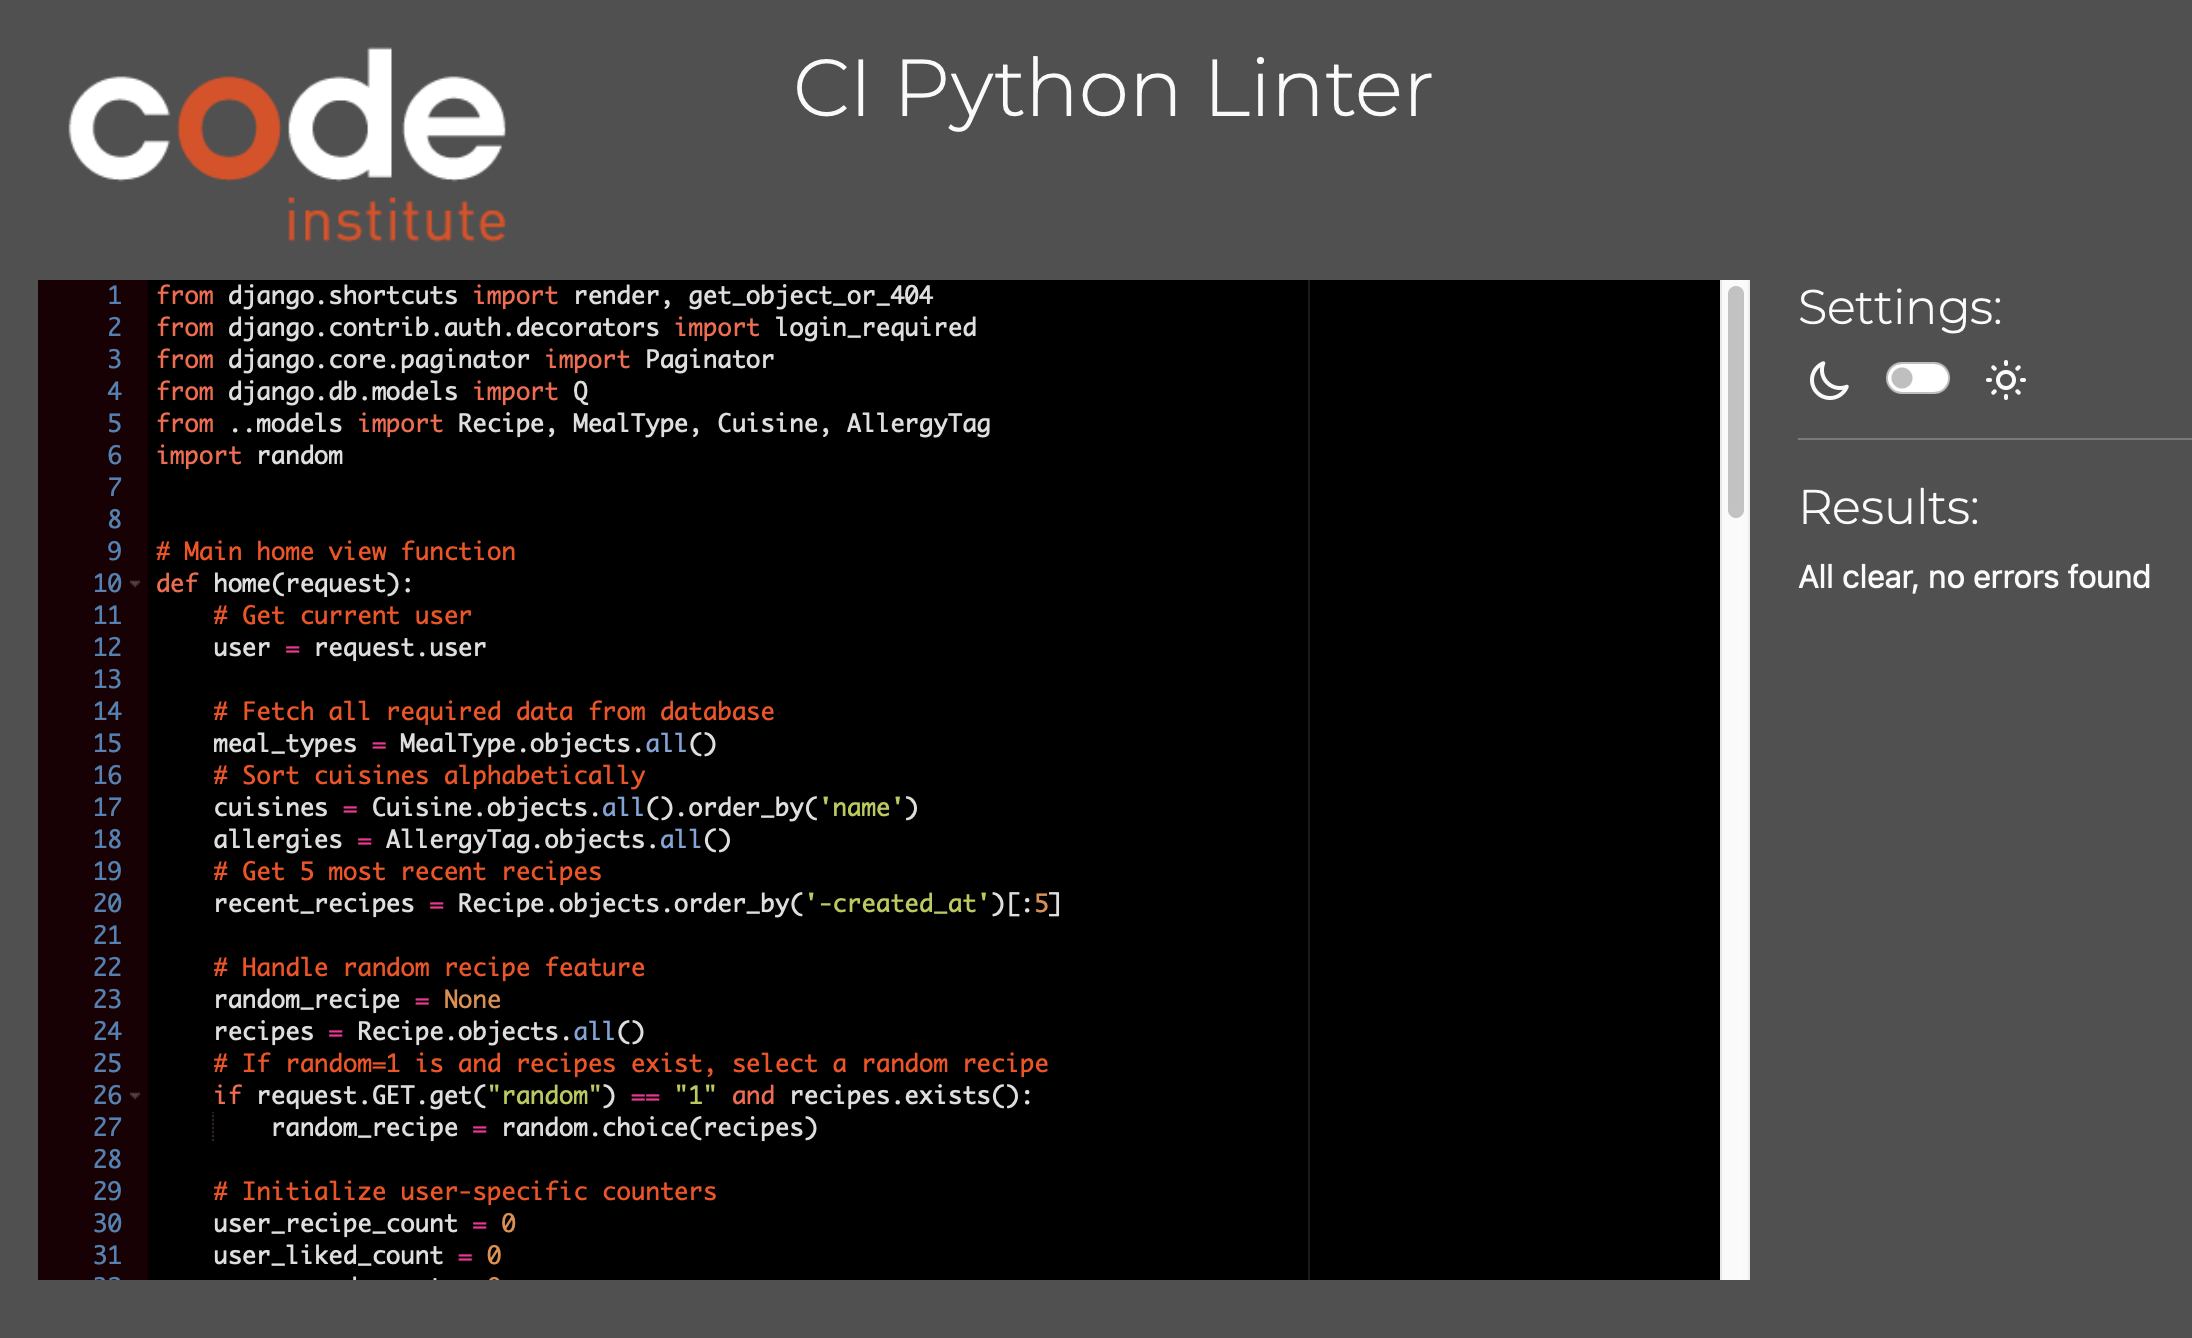 code
institute
CI Python Linter
1 from django.shortcuts import render, get_object_or_404
2 from django.contrib.auth.decorators import login_required
3 from django.core.paginator import Paginator
4 from django.db.models import Q
5 from ..models import Recipe, MealType, Cuisine, AllergyTag
6 import random
7
8
9 # Main home view function
10 def home(request):
11     # Get current user
12     user = request.user
13
14     # Fetch all required data from database
15     meal_types = MealType.objects.all()
16     # Sort cuisines alphabetically
17     cuisines = Cuisine.objects.all().order_by('name')
18     allergies = AllergyTag.objects.all()
19     # Get 5 most recent recipes
20     recent_recipes = Recipe.objects.order_by('-created_at')[:5]
21
22     # Handle random recipe feature
23     random_recipe = None
24     recipes = Recipe.objects.all()
25     # If random=1 is and recipes exist, select a random recipe
26     if request.GET.get("random") == "1" and recipes.exists():
27         random_recipe = random.choice(recipes)
28
29     # Initialize user-specific counters
30     user_recipe_count = 0
31     user_liked_count = 0
Settings:
Results:
All clear, no errors found